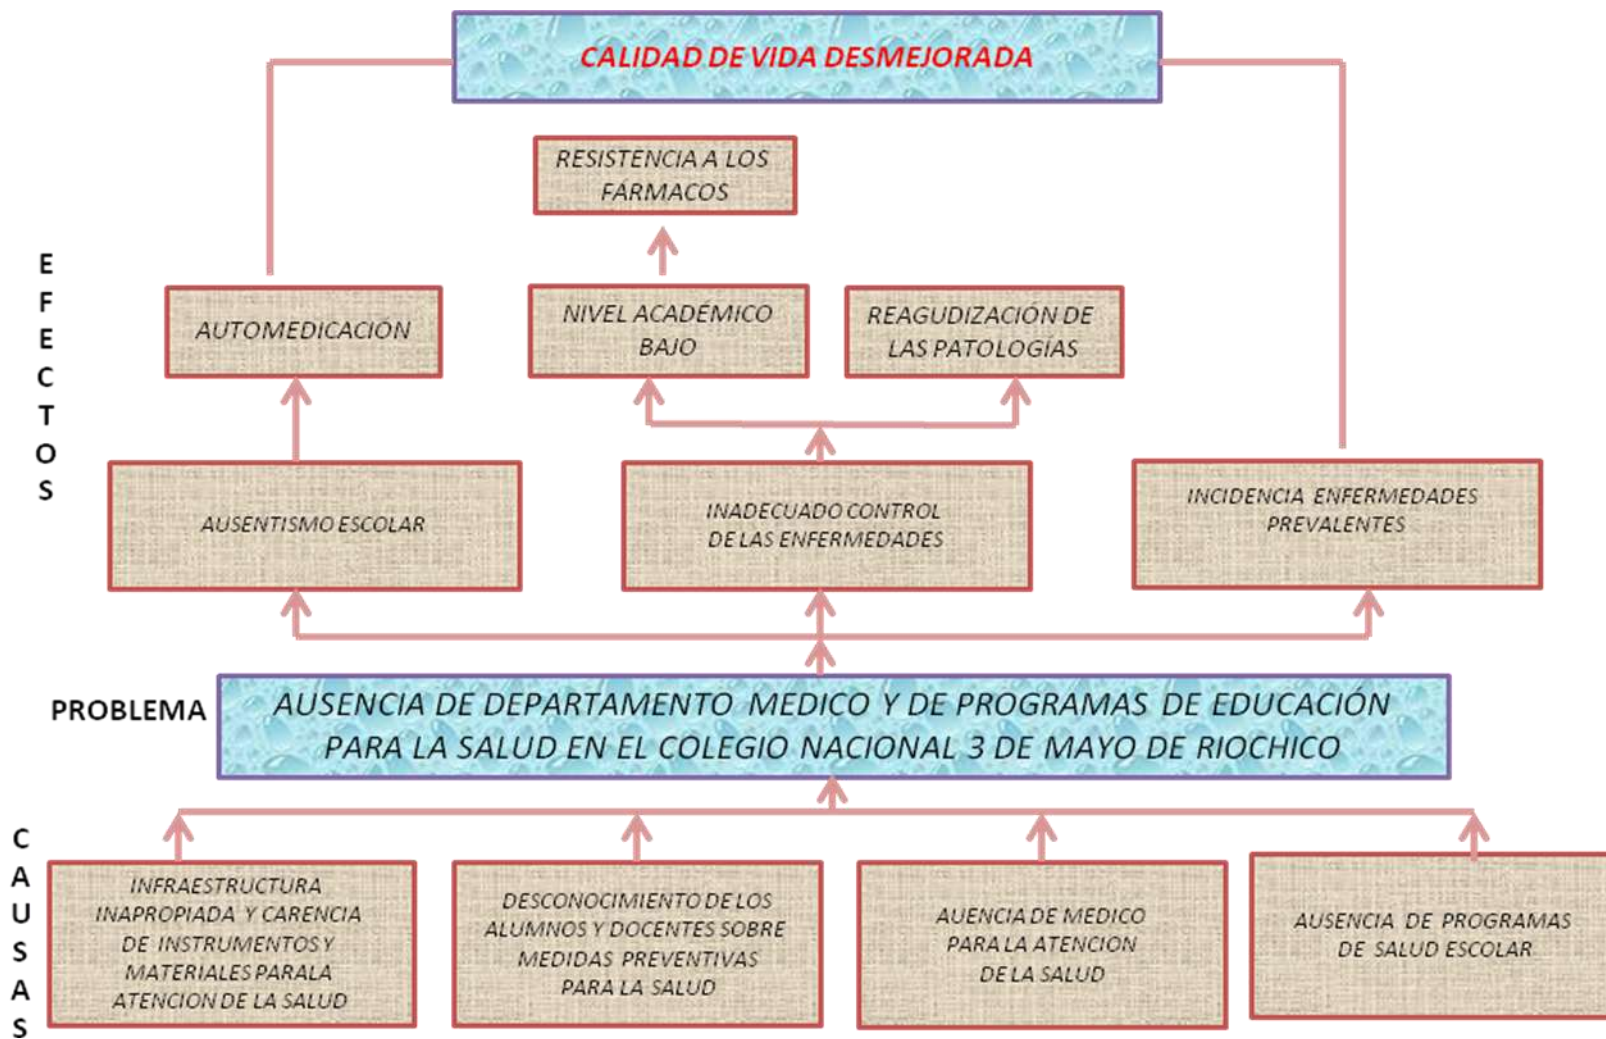 CALIDAD DE VIDA DESMEJORADA
RESISTENCIA A LOS
FÁRMACOS
EFECTOS
AUTOMEDICACIÓN
NIVEL ACADÉMICO
BAJO
REAGUDIZACIÓN DE
LAS PATOLOGÍAS
AUSENTISMO ESCOLAR
INADECUADO CONTROL
DE LAS ENFERMEDADES
INCIDENCIA ENFERMEDADES
PREVALENTES
PROBLEMA
AUSENCIA DE DEPARTAMENTO MEDICO Y DE PROGRAMAS DE EDUCACIÓN
PARA LA SALUD EN EL COLEGIO NACIONAL 3 DE MAYO DE RIOCHICO
CAUSAS
INFRAESTRUCTURA
INAPROPIADA Y CARENCIA
DE INSTRUMENTOS Y
MATERIALES PARALA
ATENCION DE LA SALUD
DESCONOCIMIENTO DE LOS
ALUMNOS Y DOCENTES SOBRE
MEDIDAS PREVENTIVAS
PARA LA SALUD
AUENCIA DE MEDICO
PARA LA ATENCION
DE LA SALUD
AUSENCIA DE PROGRAMAS
DE SALUD ESCOLAR